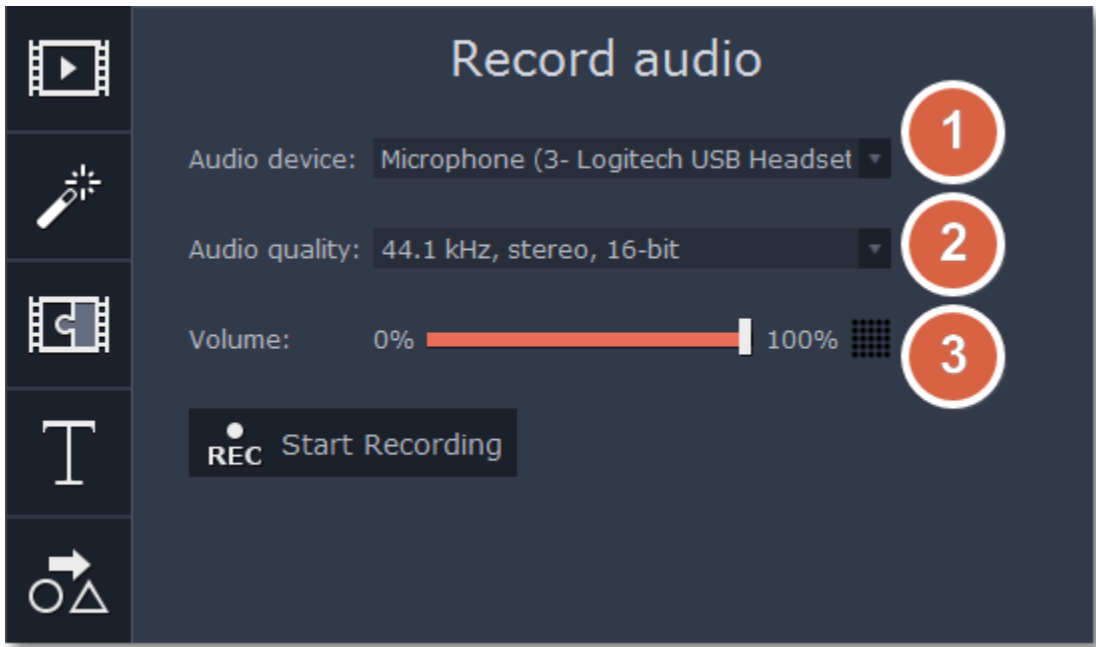 Record audio
Audio device: Microphone (3- Logitech USB Headset 1
Audio quality: 44.1 kHz, stereo, 16-bit 2
Volume: 0% 100% 3
REC Start Recording
T